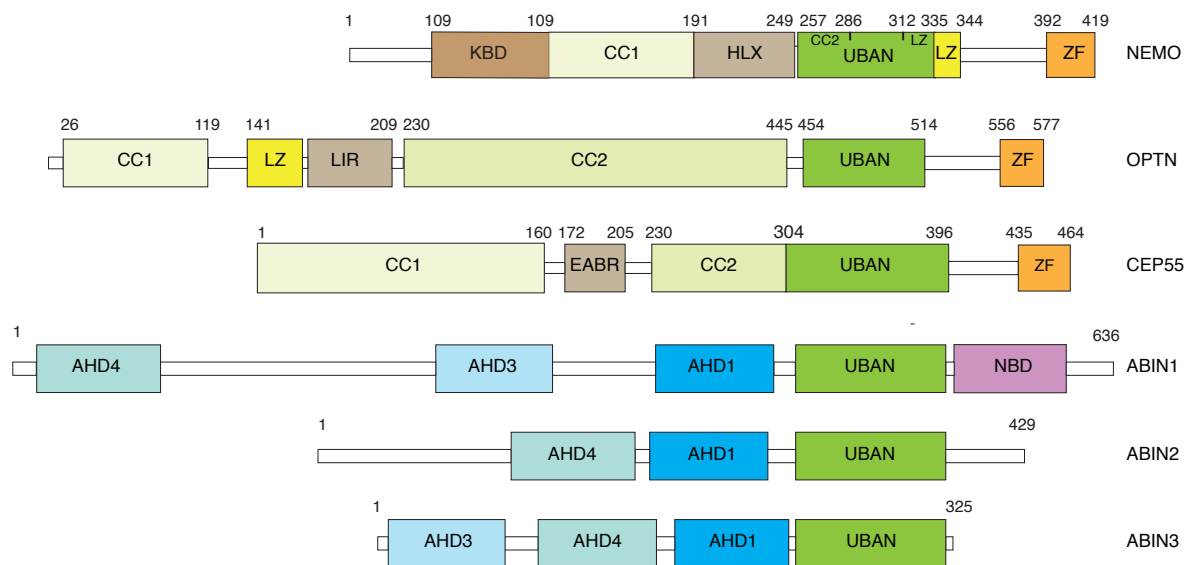 1 109 109 191 249 257 286 312 335 344 392 419
CC2 LZ
KBD CC1 HLX UBAN LZ ZF NEMO
26 119 141 209 230 445 454 514 556 577
CC1 LZ LIR CC2 UBAN ZF OPTN
1 160 172 205 230 304 396 435 464
CC1 EABR CC2 UBAN ZF CEP55
-
1 636
AHD4 AHD3 AHD1 UBAN NBD ABIN1
1 429
AHD4 AHD1 UBAN ABIN2
1 325
AHD3 AHD4 AHD1 UBAN ABIN3